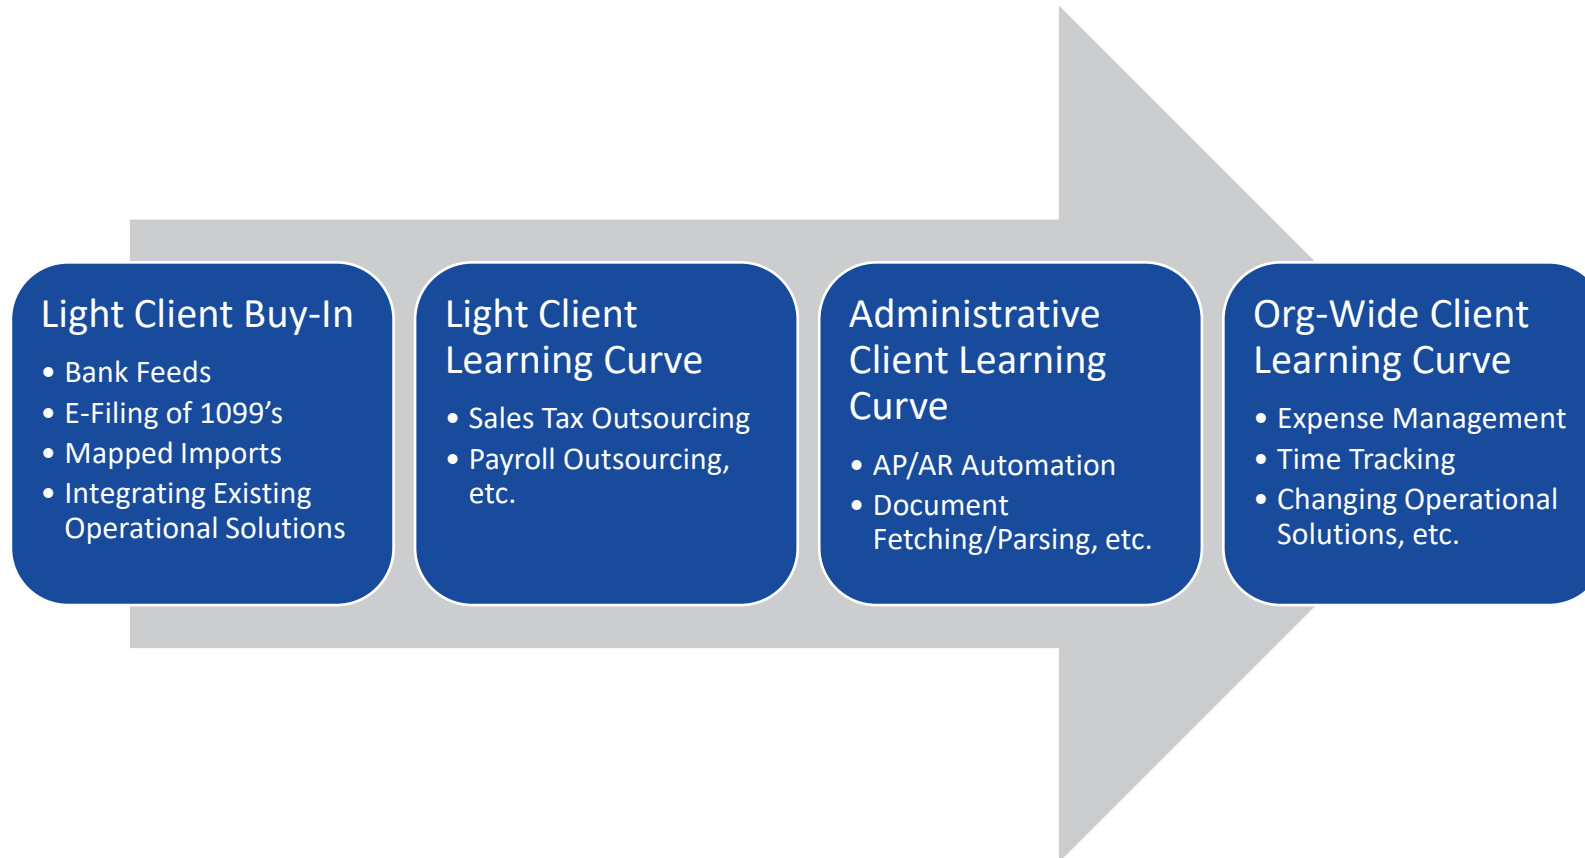 Light Client Buy-In
• Bank Feeds
• E-Filing of 1099’s
• Mapped Imports
• Integrating Existing
Operational Solutions
Light Client
Learning Curve
• Sales Tax Outsourcing
• Payroll Outsourcing,
etc.
Administrative
Client Learning
Curve
• AP/AR Automation
• Document
Fetching/Parsing, etc.
Org-Wide Client
Learning Curve
• Expense Management
• Time Tracking
• Changing Operational
Solutions, etc.